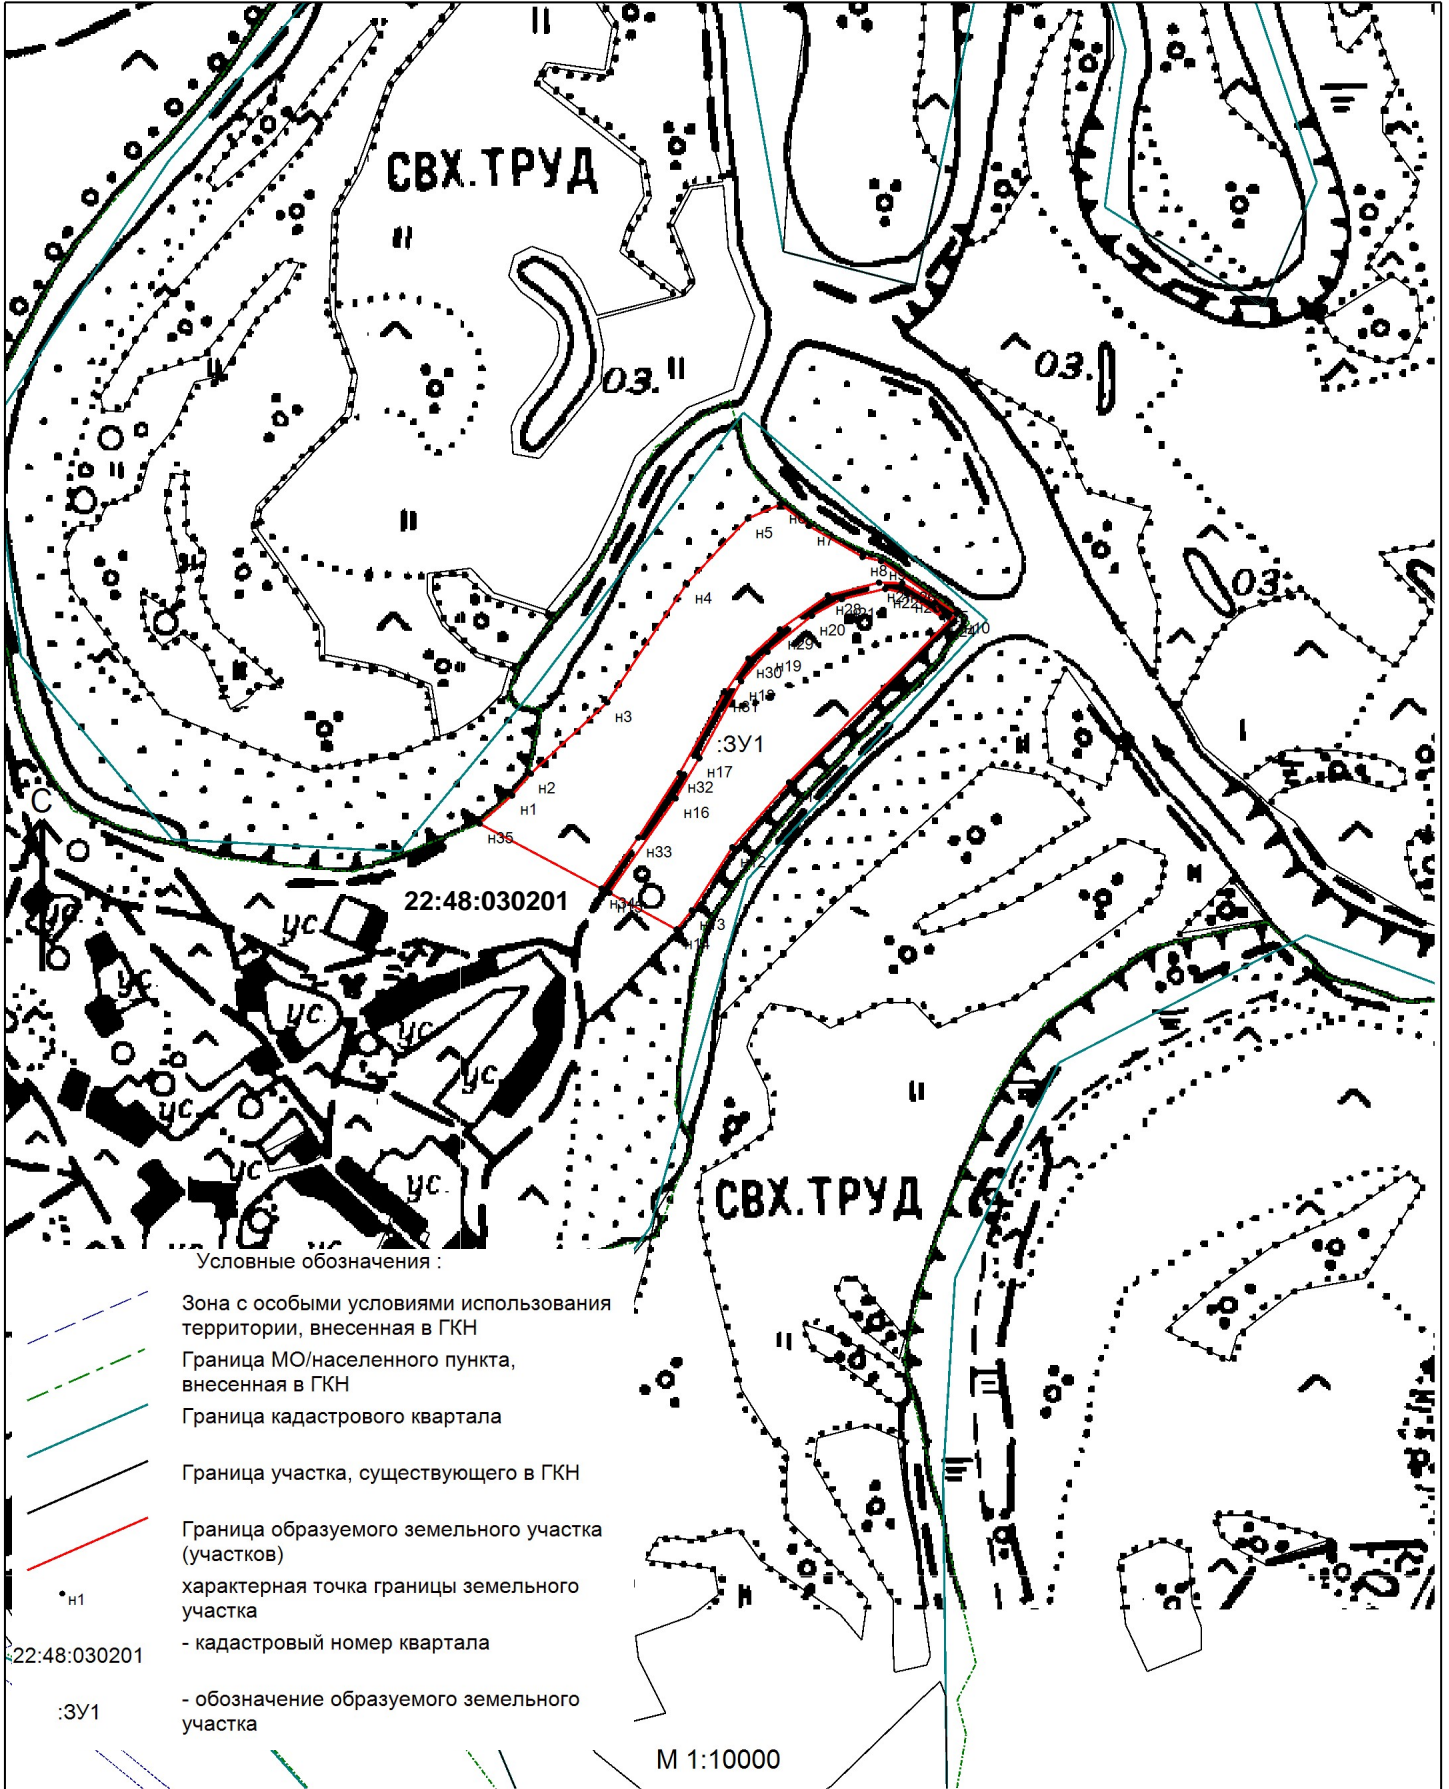 СВХ.ТРУД
ОЗ.
ОЗ.
ОЗ.
н5
н7
н8
н4
н28
н20
н10
н29
н19
н30
н18
н31
н3
:ЗУ1
н17
н2
н32
н1
н16
н35
н33
н12
н13
н14
С
22:48:030201
ус.
ус.
ус.
ус.
ус.
ус.
ус.
ус
ус.
СВХ.ТРУД
Условные обозначения :
Зона с особыми условиями использования
территории, внесенная в ГКН
Граница МО/населенного пункта,
внесенная в ГКН
Граница кадастрового квартала
Граница участка, существующего в ГКН
Граница образуемого земельного участка
(участков)
н1
характерная точка границы земельного
участка
22:48:030201
- кадастровый номер квартала
:ЗУ1
- обозначение образуемого земельного
участка
М 1:10000